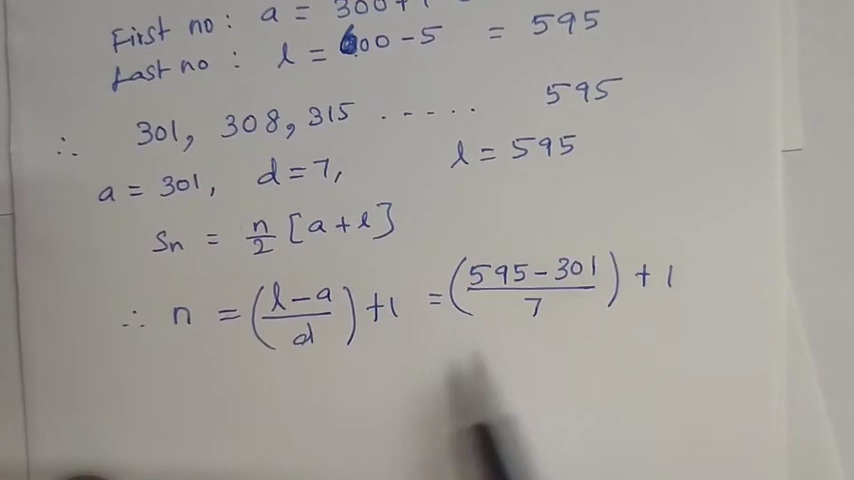 First no: a = 300+1
Last no: l = 600-5 = 595
∴ 301, 308, 315 ...... 595
a = 301, d = 7, l = 595
Sn = n/2 [a+l]
∴ n = (l-a/d)+1 = (595-301/7)+1